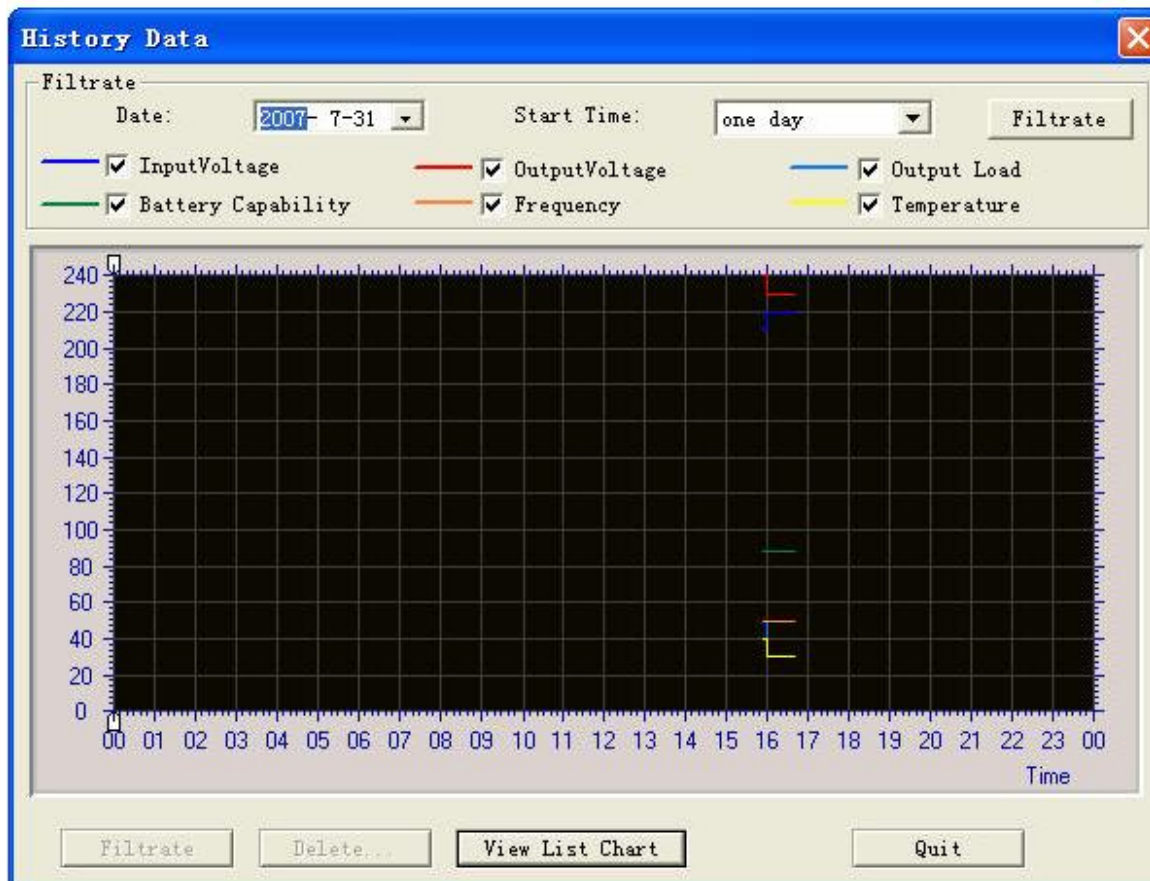 History Data
Filtrate
Date: 2007- 7-31 Start Time: one day Filtrate
InputVoltage OutputVoltage Output Load
Battery Capability Frequency Temperature
240
220
200
180
160
140
120
100
80
60
40
20
0
00 01 02 03 04 05 06 07 08 09 10 11 12 13 14 15 16 17 18 19 20 21 22 23 00
Time
Filtrate Delete... View List Chart Quit